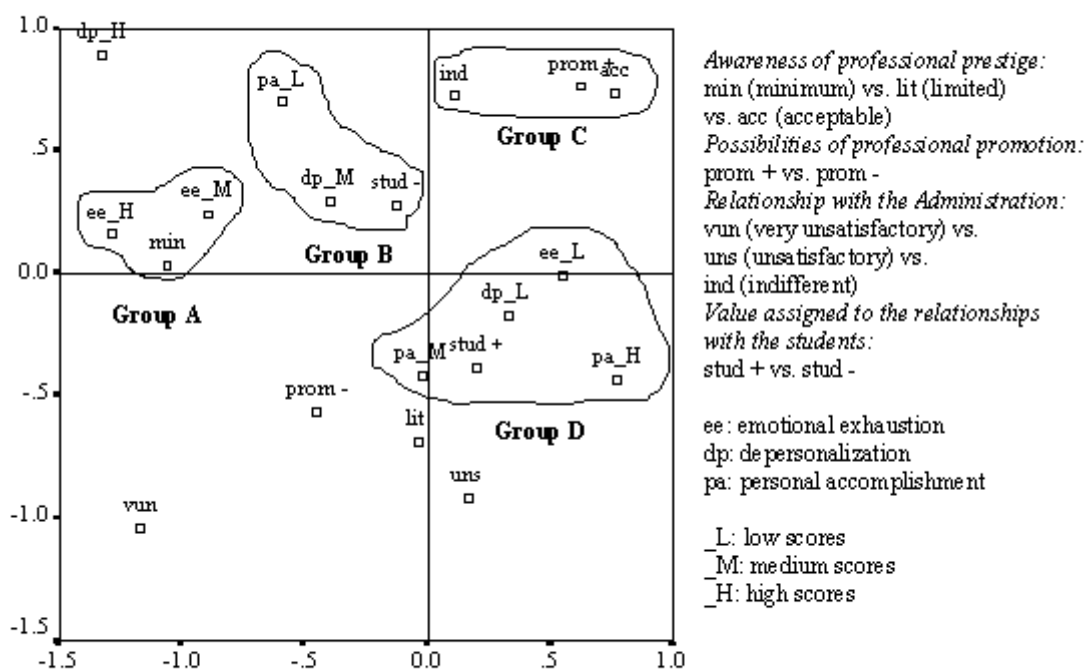 1.0
dp_H
pa_L
ind
prom +
acc
Group C
.5
dp_M
stud -
ee_M
ee_H
min
Group B
ee_L
0.0
Group A
dp_L
pa_M
stud +
pa_H
-.5
prom -
lit
Group D
uns
vun
-1.0
-1.5
-1.5 -1.0 -.5 0.0 .5 1.0
Awareness of professional prestige:
min (minimum) vs. lit (limited)
vs. acc (acceptable)
Possibilities of professional promotion:
prom + vs. prom -
Relationship with the Administration:
vun (very unsatisfactory) vs.
uns (unsatisfactory) vs.
ind (indifferent)
Value assigned to the relationships
with the students:
stud + vs. stud -
ee: emotional exhaustion
dp: depersonalization
pa: personal accomplishment
_L: low scores
_M: medium scores
_H: high scores